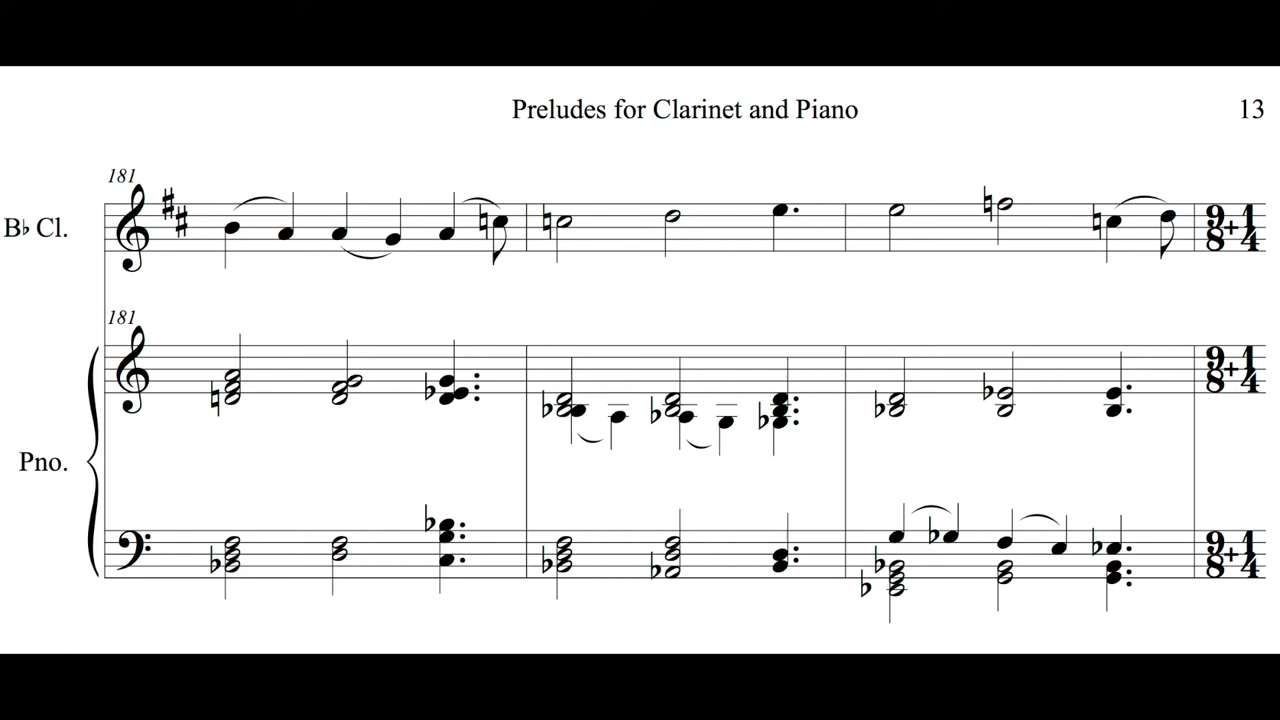 Preludes for Clarinet and Piano
13
181
B♭ Cl.
9/8+1/4
181
Pno.
9/8+1/4
9/8+1/4